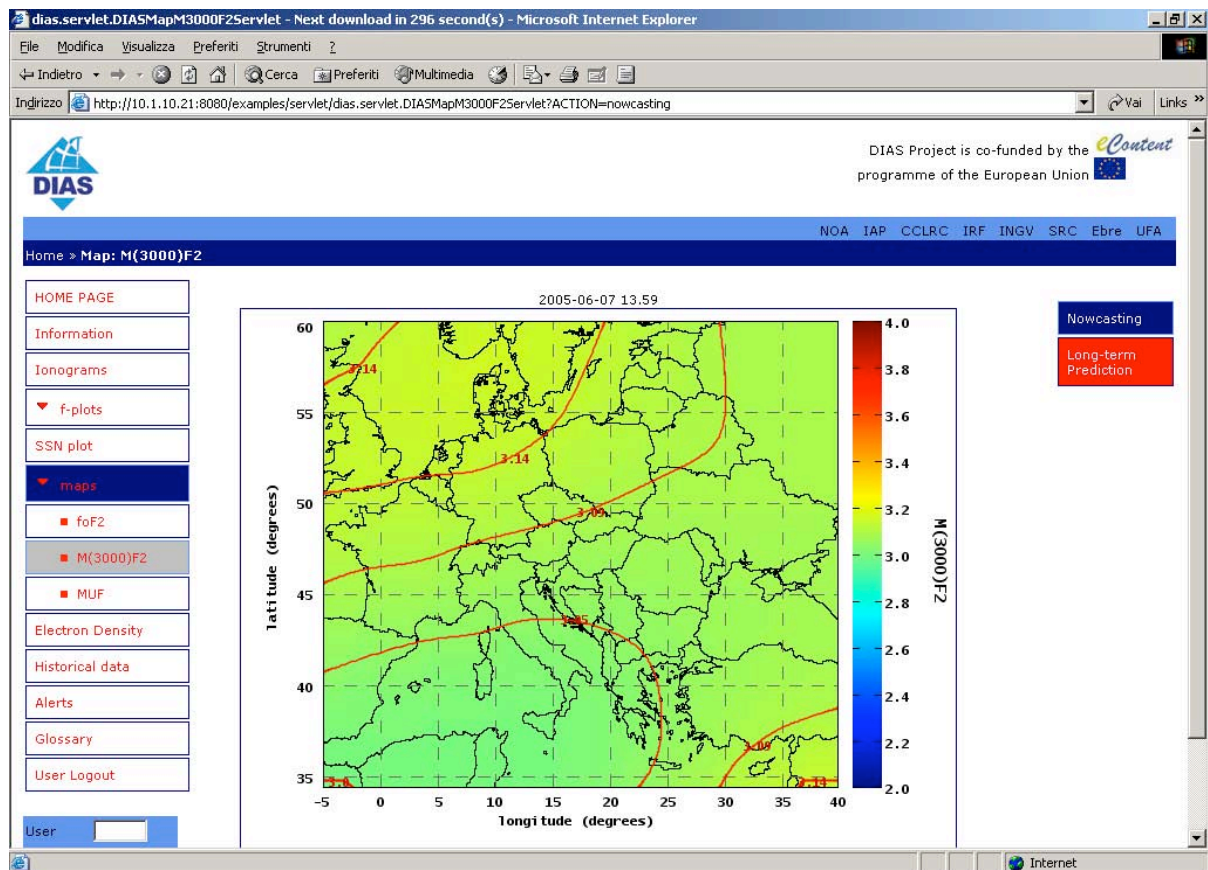 dias.servlet.DIASMapM3000F2Servlet - Next download in 296 second(s) - Microsoft Internet Explorer
File Modifica Visualizza Preferiti Strumenti ?
Indietro Cerca Preferiti Multimedia
Indirizzo http://10.1.10.21:8080/examples/servlet/dias.servlet.DIASMapM3000F2Servlet?ACTION=nowcasting Vai Links »
DIAS
DIAS Project is co-funded by the eContent
programme of the European Union
NOA IAP CCLRC IRF INGV SRC Ebre UFA
Home » Map: M(3000)F2
HOME PAGE
Information
Ionograms
f-plots
SSN plot
maps
foF2
M(3000)F2
MUF
Electron Density
Historical data
Alerts
Glossary
User Logout
User
2005-06-07 13.59
60
55
50
45
40
35
latitude (degrees)
3.14
3.14
3.09
3.05
3.09
3.14
-5 0 5 10 15 20 25 30 35 40
longitude (degrees)
4.0
3.8
3.6
3.4
3.2
3.0
2.8
2.6
2.4
2.2
2.0
M(3000)F2
Nowcasting
Long-term
Prediction
Internet